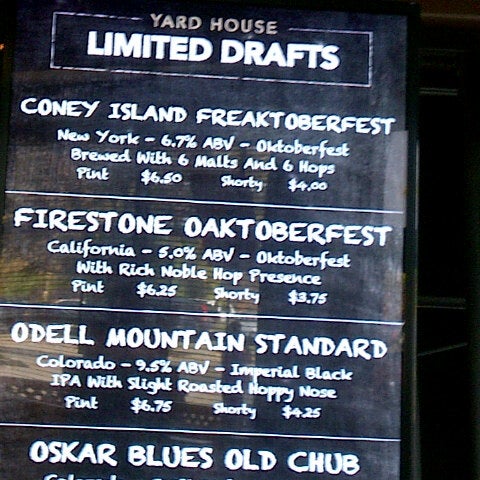 YARD HOUSE
LIMITED DRAFTS
CONEY ISLAND FREAKTOBERFEST
New York - 6.7% ABV - Oktoberfest
Brewed With 6 Malts And 6 Hops
Pint $6.50 Shorty $4.00
FIRESTONE OAKTOBERFEST
California - 5.0% ABV - Oktoberfest
With Rich Noble Hop Presence
Pint $6.25 Shorty $3.75
ODELL MOUNTAIN STANDARD
Colorado - 9.5% ABV - Imperial Black
IPA With Slight Roasted Hoppy Nose
Pint $6.75 Shorty $4.25
OSKAR BLUES OLD CHUB